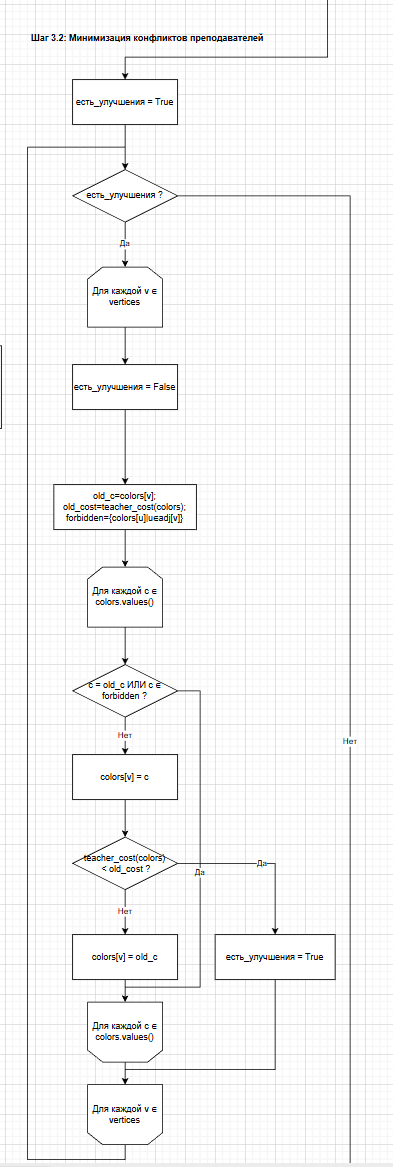 Шаг 3.2: Минимизация конфликтов преподавателей
есть_улучшения = True
есть_улучшения ?
Да
Для каждой v ∈
vertices
есть_улучшения = False
old_c=colors[v];
old_cost=teacher_cost(colors);
forbidden={colors[u]|u∈adj[v]}
Для каждой c ∈
colors.values()
c = old_c ИЛИ c ∈
forbidden ?
Нет
Нет
colors[v] = c
teacher_cost(colors)
< old_cost ?
Да
Да
Нет
colors[v] = old_c
есть_улучшения = True
Для каждой c ∈
colors.values()
Для каждой v ∈
vertices